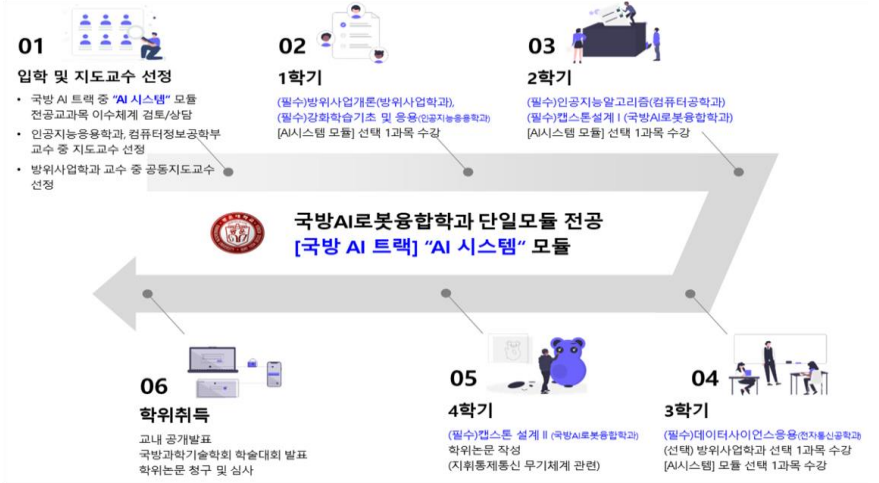 01
입학 및 지도교수 선정
• 국방 AI 트랙 중 “AI 시스템” 모듈
전공교과목 이수체계 검토/상담
• 인공지능응용학과, 컴퓨터정보공학부
교수 중 지도교수 선정
• 방위사업학과 교수 중 공동지도교수
선정
02
1학기
(필수)방위사업개론(방위사업학과),
(필수)강화학습기초 및 응용(인공지능응용학과)
[AI시스템 모듈] 선택 1과목 수강
03
2학기
(필수)인공지능알고리즘(컴퓨터공학과)
(필수)캡스톤설계 I (국방AI로봇융합학과)
[AI시스템 모듈] 선택 1과목 수강
국방AI로봇융합학과 단일모듈 전공
[국방 AI 트랙] “AI 시스템“ 모듈
06
학위취득
교내 공개발표
국방과학기술학회 학술대회 발표
학위논문 청구 및 심사
05
4학기
(필수)캡스톤 설계 II (국방AI로봇융합학과)
학위논문 작성
(지휘통제통신 무기체계 관련)
04
3학기
(필수)데이터사이언스응용(전자통신공학과)
(선택) 방위사업학과 선택 1과목 수강
[AI시스템] 모듈 선택 1과목 수강